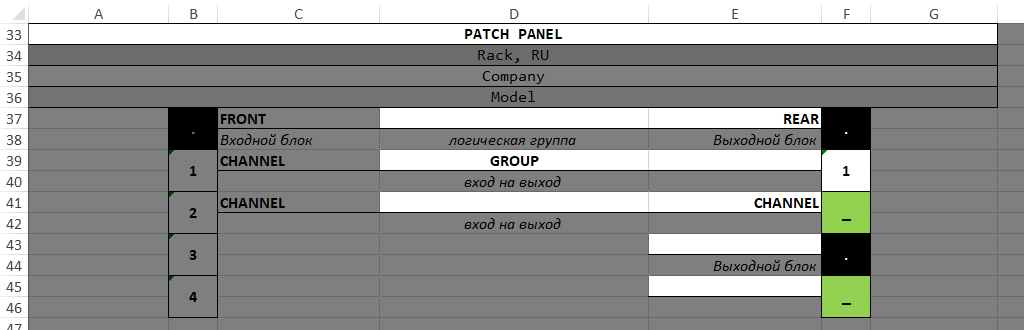 A B C D E F G
33 PATCH PANEL
34 Rack, RU
35 Company
36 Model
37 . FRONT REAR .
38 Входной блок логическая группа Выходной блок
39 1 CHANNEL GROUP 1
40 вход на выход
41 2 CHANNEL CHANNEL _
42 вход на выход
43 3 .
44 Выходной блок
45 4 _
46
47